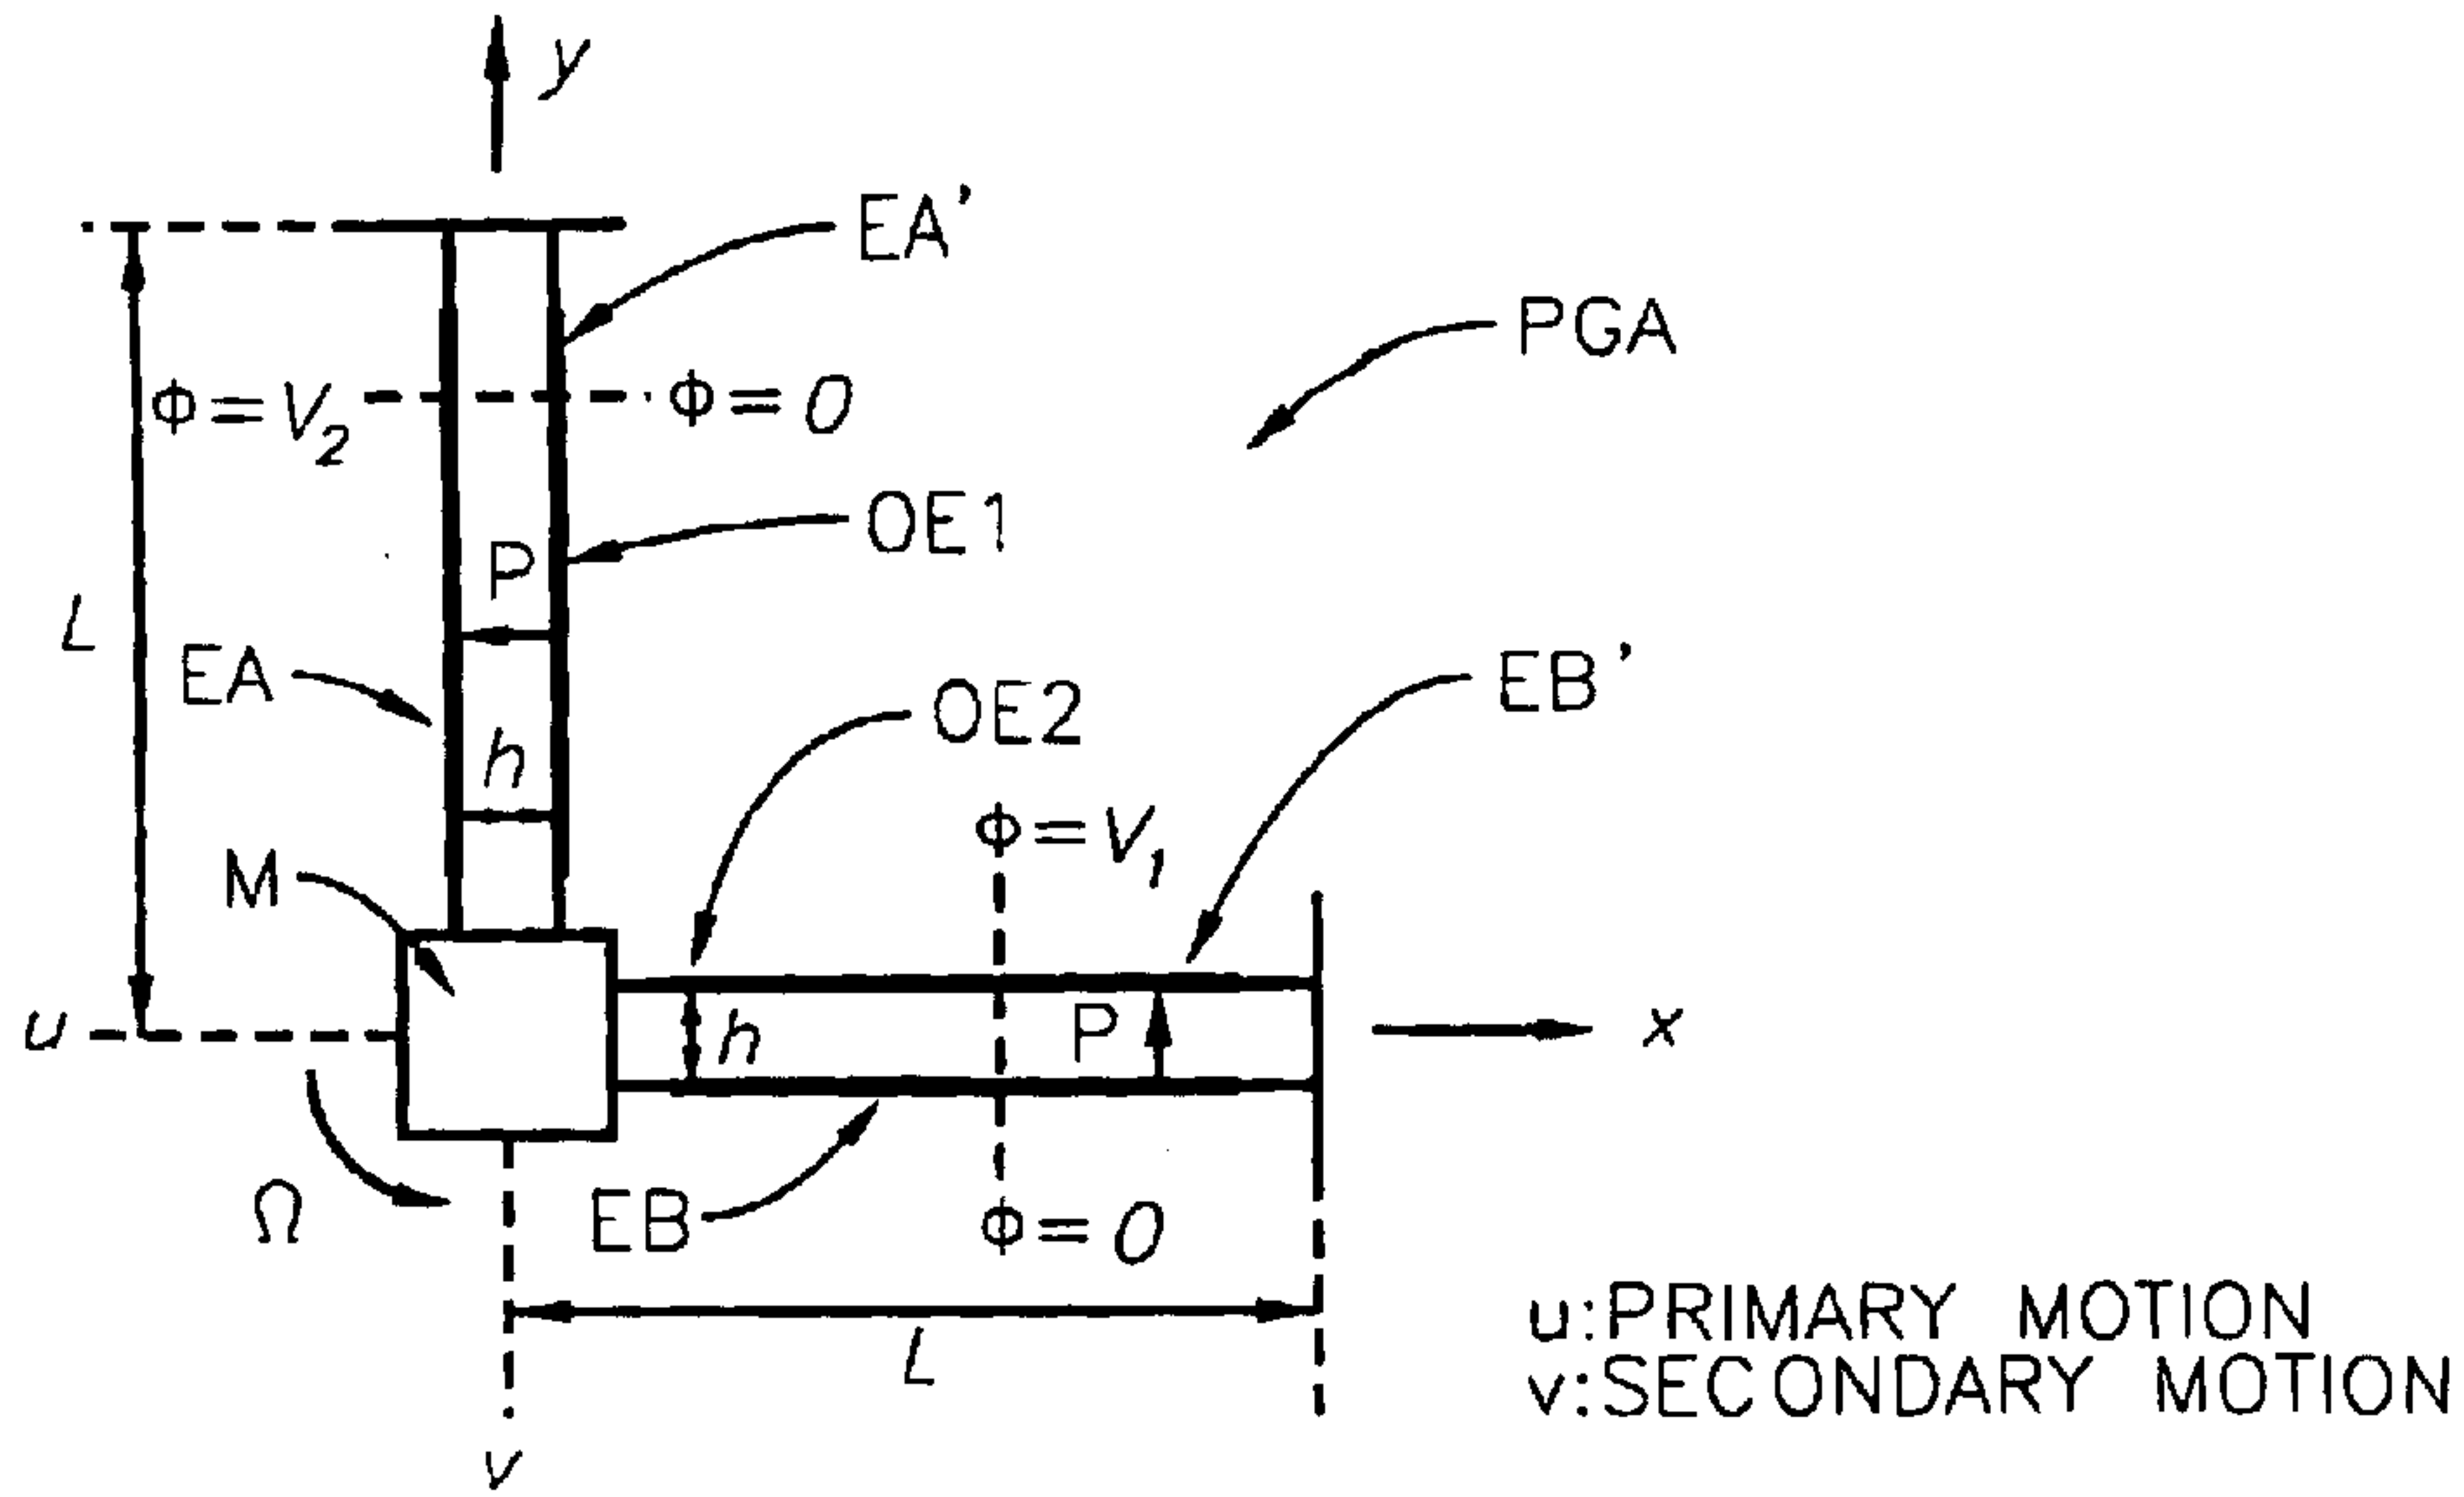 y
EA'
PGA
Φ=V2
Φ=0
P
OE1
L
EA
OE2
EB'
h
Φ=V1
M
u
h
P
x
Ω
EB
Φ=0
L
u:PRIMARY MOTION
v:SECONDARY MOTION
v